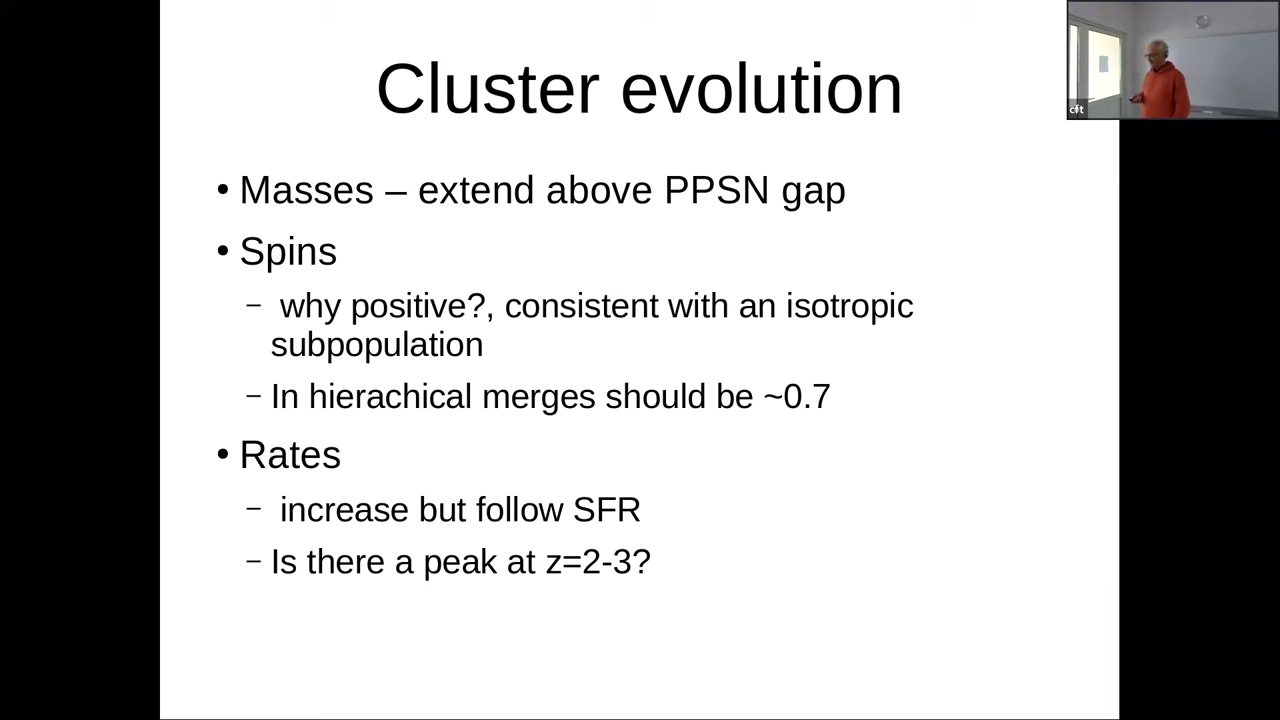 Cluster evolution
cft
• Masses – extend above PPSN gap
• Spins
– why positive?, consistent with an isotropic
subpopulation
– In hierachical merges should be ~0.7
• Rates
– increase but follow SFR
– Is there a peak at z=2-3?